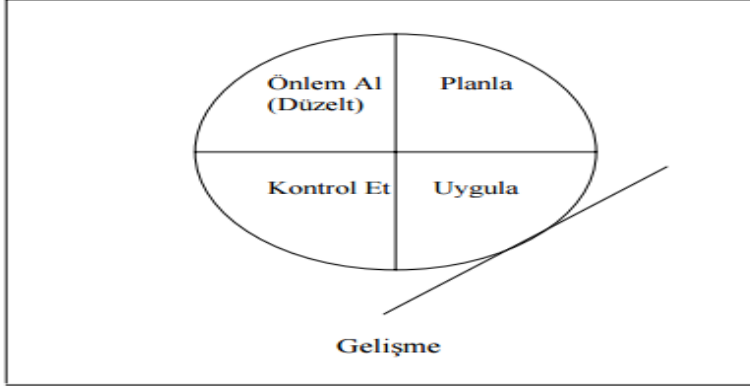 Önlem Al
(Düzelt)
Planla
Kontrol Et
Uygula
Gelişme